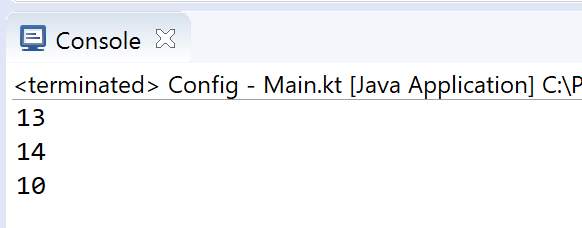 Console
<terminated> Config - Main.kt [Java Application] C:\P
13
14
10